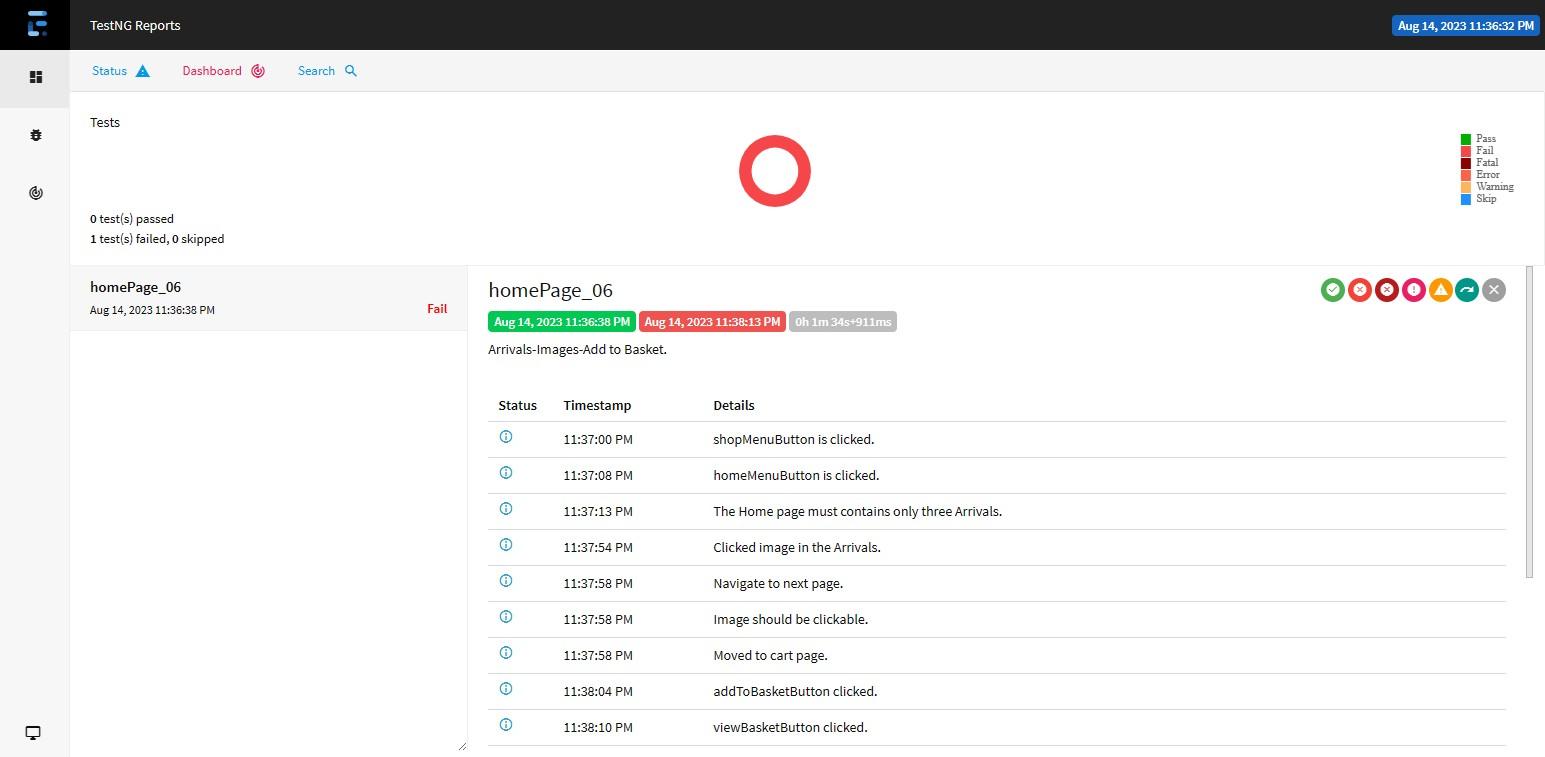 TestNG Reports
Aug 14, 2023 11:36:32 PM
Status
Dashboard
Search
Tests
Pass
Fail
Fatal
Error
Warning
Skip
0 test(s) passed
1 test(s) failed, 0 skipped
homePage_06
Aug 14, 2023 11:36:38 PM
Fail
homePage_06
Aug 14, 2023 11:36:38 PM Aug 14, 2023 11:38:13 PM 0h 1m 34s+911ms
Arrivals-Images-Add to Basket.
Status Timestamp Details
11:37:00 PM shopMenuButton is clicked.
11:37:08 PM homeMenuButton is clicked.
11:37:13 PM The Home page must contains only three Arrivals.
11:37:54 PM Clicked image in the Arrivals.
11:37:58 PM Navigate to next page.
11:37:58 PM Image should be clickable.
11:37:58 PM Moved to cart page.
11:38:04 PM addToBasketButton clicked.
11:38:10 PM viewBasketButton clicked.